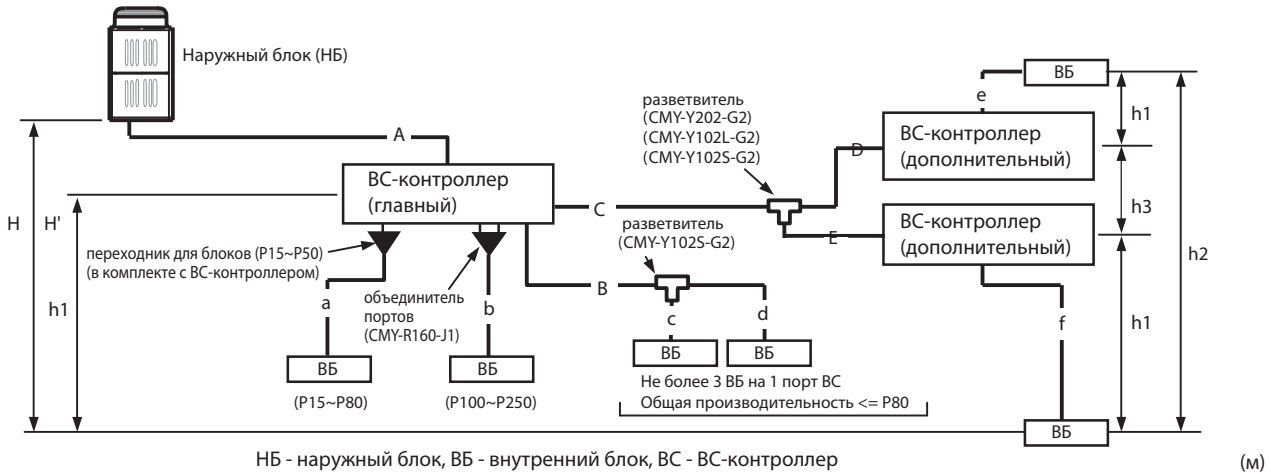 Наружный блок (НБ)
A
H
H'
h1
ВС-контроллер
(главный)
переходник для блоков (P15~P50)
(в комплекте с ВС-контроллером)
a
ВБ
(P15~P80)
объединитель
портов
(CMY-R160-J1)
b
ВБ
(P100~P250)
C
B
разветвитель
(CMY-Y102S-G2)
c
d
ВБ
ВБ
Не более 3 ВБ на 1 порт ВС
Общая производительность <= P80
разветвитель
(CMY-Y202-G2)
(CMY-Y102L-G2)
(CMY-Y102S-G2)
D
E
e
ВБ
ВС-контроллер
(дополнительный)
ВС-контроллер
(дополнительный)
f
ВБ
h1
h3
h1
h2
НБ - наружный блок, ВБ - внутренний блок, ВС - ВС-контроллер
(м)